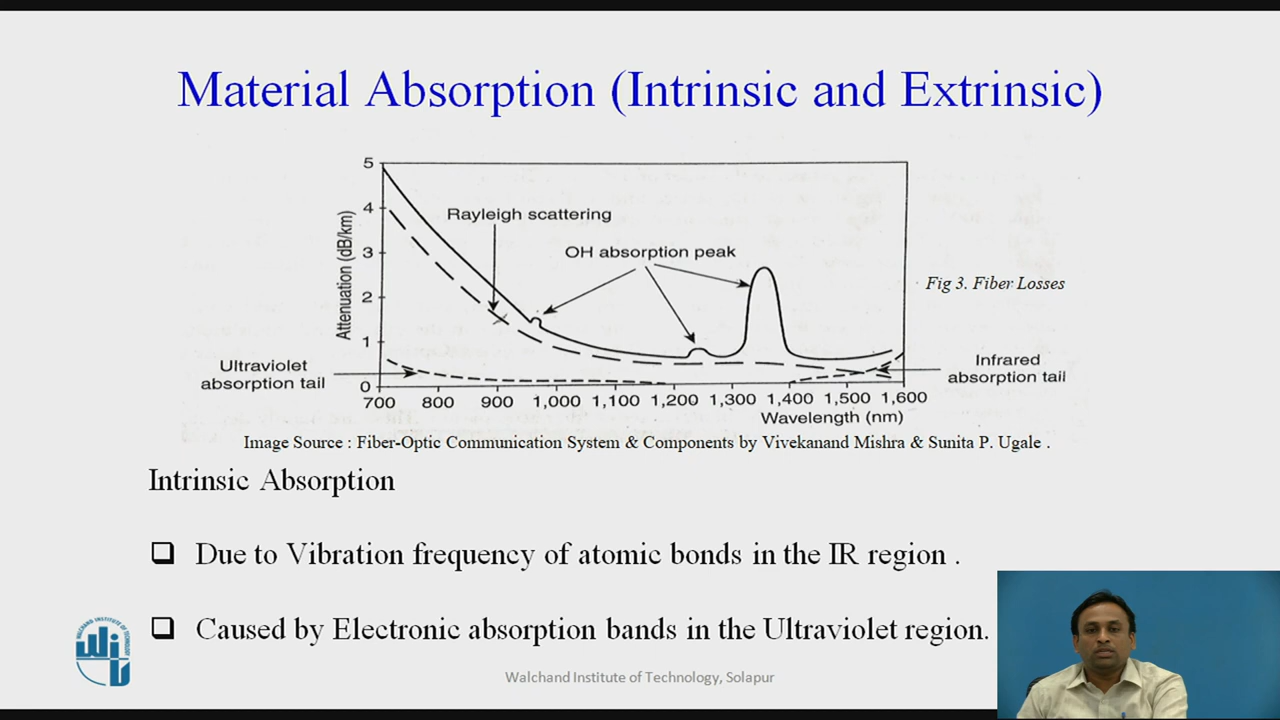 Material Absorption (Intrinsic and Extrinsic)
5
4
3
2
1
0
Attenuation (dB/km)
Rayleigh scattering
OH absorption peak
Fig 3. Fiber Losses
Ultraviolet
absorption tail
Infrared
absorption tail
700 800 900 1,000 1,100 1,200 1,300 1,400 1,500 1,600
Wavelength (nm)
Image Source : Fiber-Optic Communication System & Components by Vivekanand Mishra & Sunita P. Ugale .
Intrinsic Absorption
Due to Vibration frequency of atomic bonds in the IR region .
Caused by Electronic absorption bands in the Ultraviolet region.
WALCHAND INSTITUTE OF TECHNOLOGY
Walchand Institute of Technology, Solapur